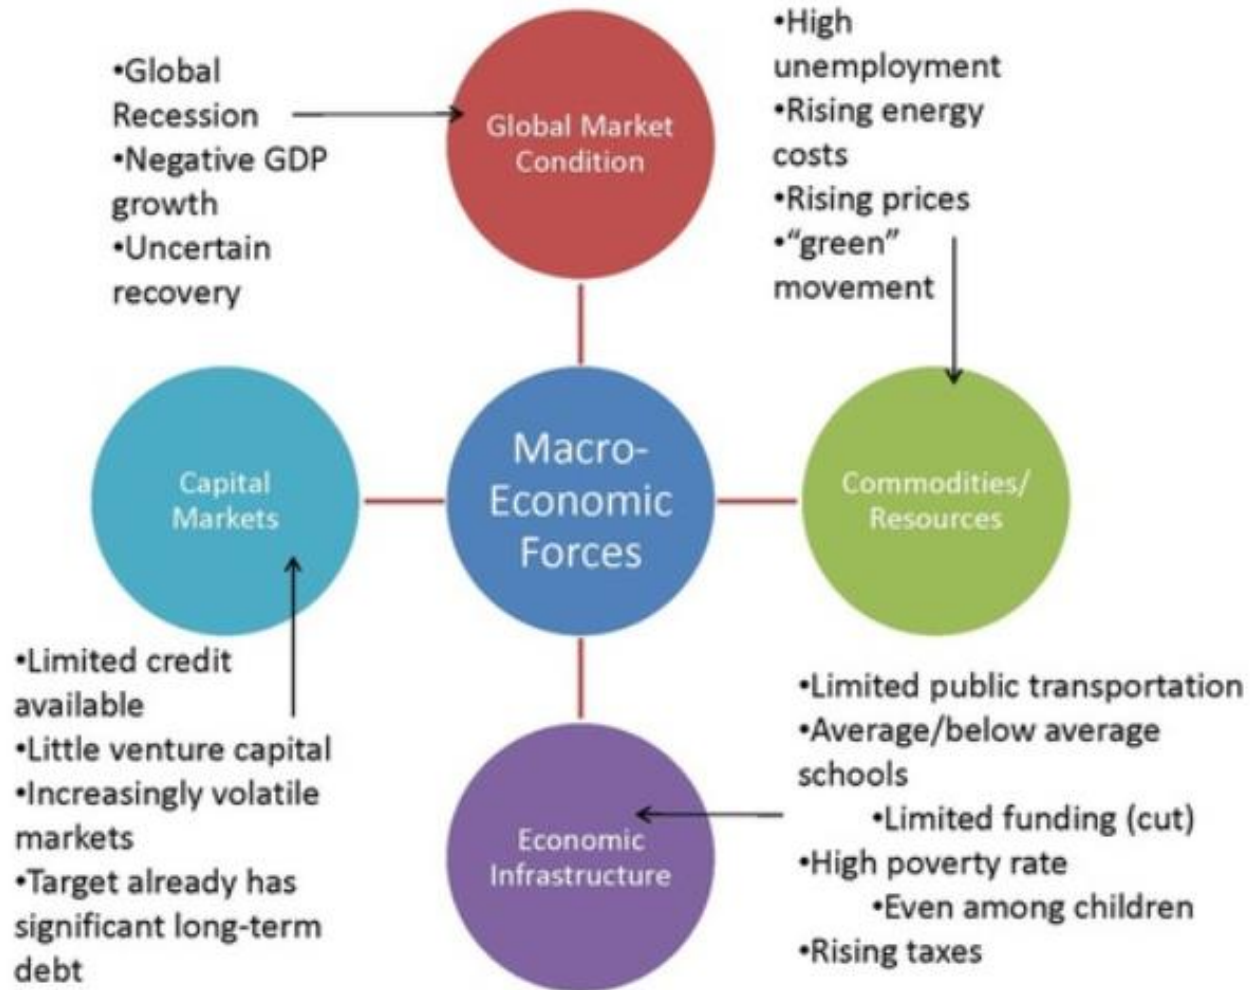 •Global
Recession
•Negative GDP
growth
•Uncertain
recovery
Global Market
Condition
•High
unemployment
•Rising energy
costs
•Rising prices
•“green”
movement
Capital
Markets
Macro-
Economic
Forces
Commodities/
Resources
•Limited credit
available
•Little venture capital
•Increasingly volatile
markets
•Target already has
significant long-term
debt
Economic
Infrastructure
•Limited public transportation
•Average/below average
schools
•Limited funding (cut)
•High poverty rate
•Even among children
•Rising taxes